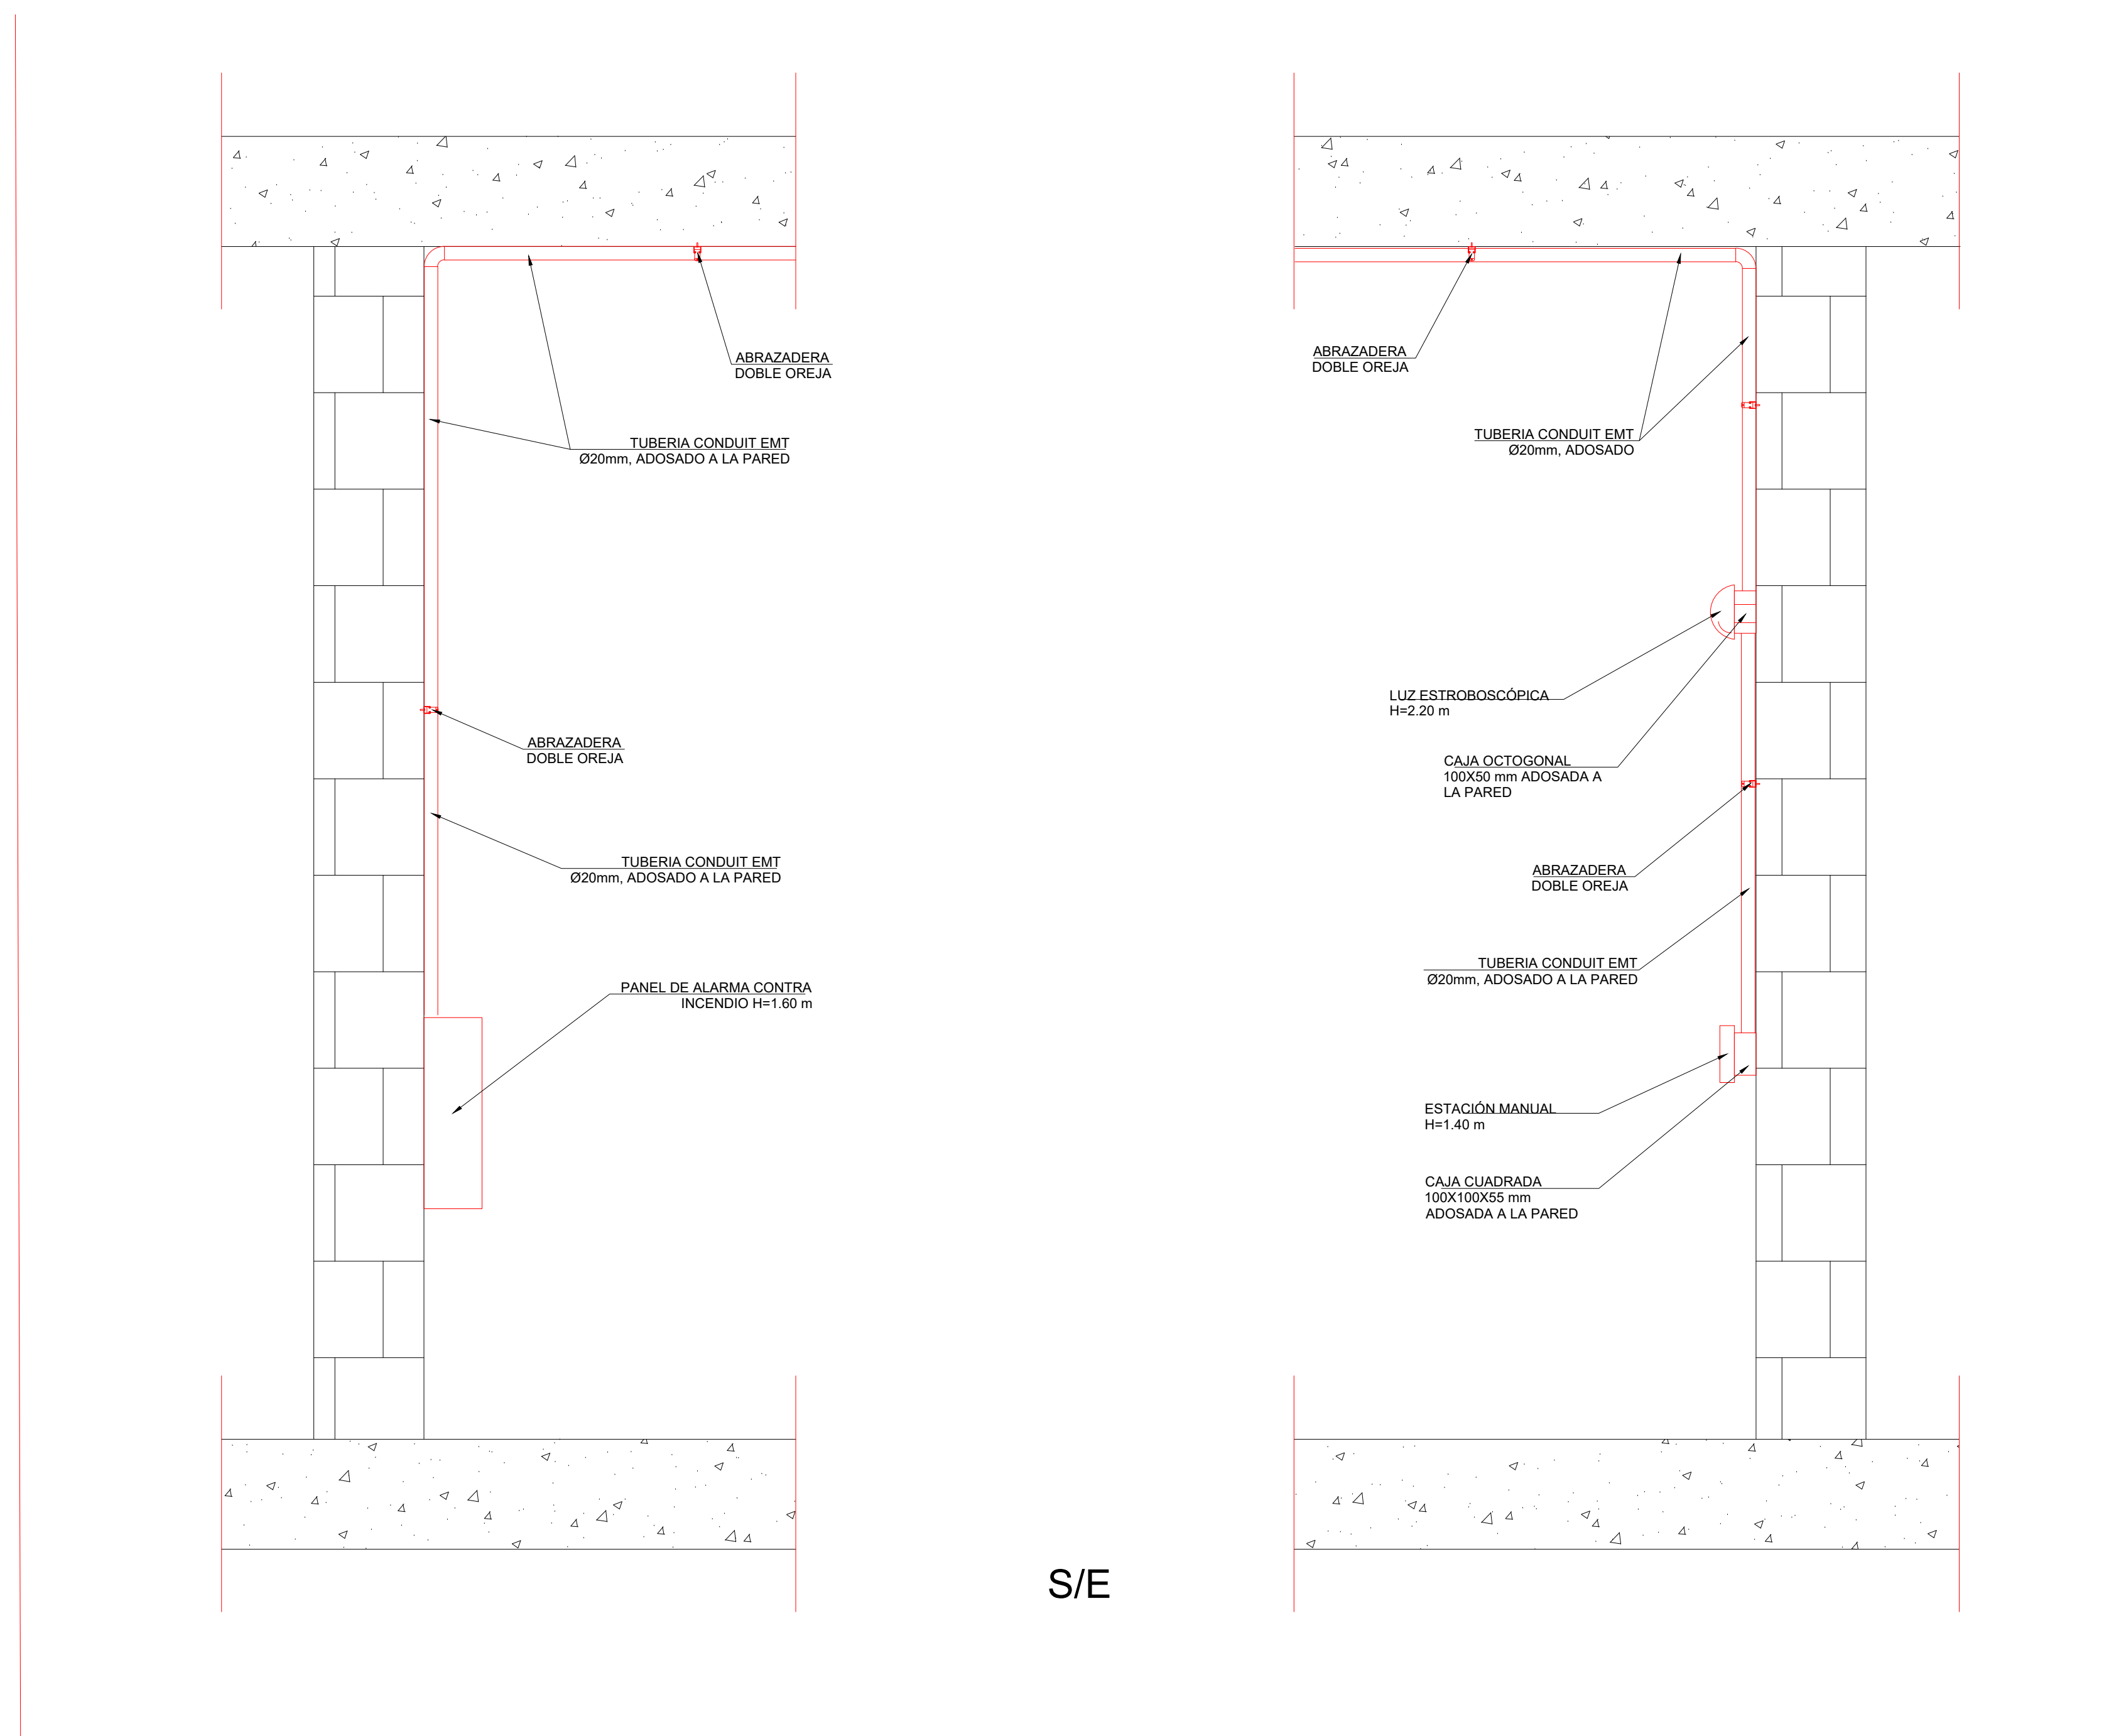 ABRAZADERA
DOBLE OREJA
TUBERIA CONDUIT EMT
Ø20mm, ADOSADO A LA PARED
ABRAZADERA
DOBLE OREJA
TUBERIA CONDUIT EMT
Ø20mm, ADOSADO A LA PARED
PANEL DE ALARMA CONTRA
INCENDIO H=1.60 m
ABRAZADERA
DOBLE OREJA
TUBERIA CONDUIT EMT
Ø20mm, ADOSADO
LUZ ESTROBOSCÓPICA
H=2.20 m
CAJA OCTOGONAL
100X50 mm ADOSADA A
LA PARED
ABRAZADERA
DOBLE OREJA
TUBERIA CONDUIT EMT
Ø20mm, ADOSADO A LA PARED
ESTACIÓN MANUAL
H=1.40 m
CAJA CUADRADA
100X100X55 mm
ADOSADA A LA PARED
S/E